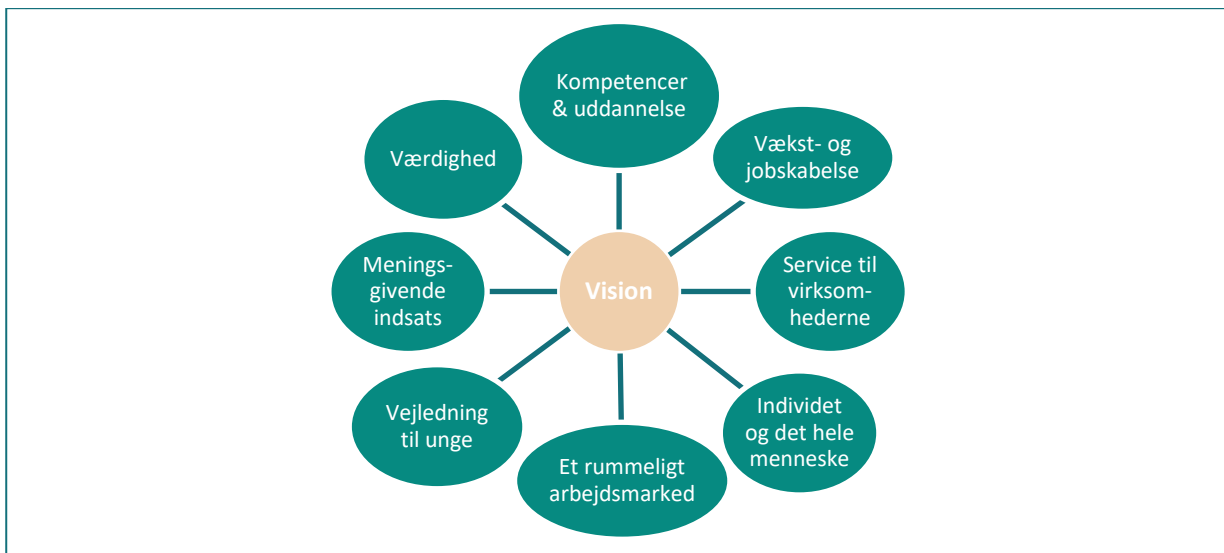 Kompetencer
& uddannelse
Værdighed
Vækst- og
jobskabelse
Menings-
givende
indsats
Vision
Service til
virksom-
hederne
Vejledning
til unge
Individet
og det hele
menneske
Et rummeligt
arbejdsmarked